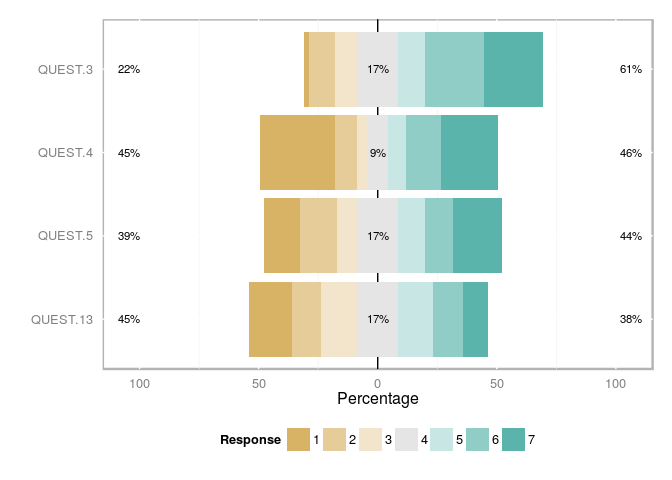 QUEST.3 22% 17% 61%
QUEST.4 45% 9% 46%
QUEST.5 39% 17% 44%
QUEST.13 45% 17% 38%
100 50 0 50 100
Percentage
Response 1 2 3 4 5 6 7